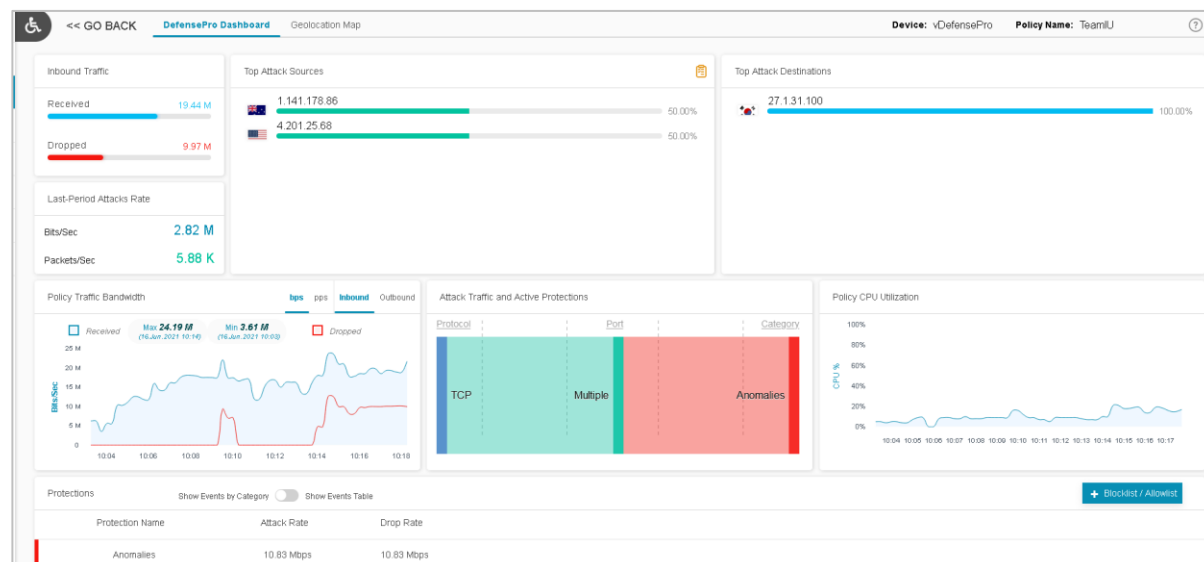 << GO BACK
DefensePro Dashboard
Geolocation Map
Device: vDefensePro
Policy Name: TeamIU
?
Inbound Traffic
Received 19.44 M
Dropped 9.97 M
Top Attack Sources
1.141.178.86
50.00%
4.201.25.68
50.00%
Top Attack Destinations
27.1.31.100
100.00%
Last-Period Attacks Rate
Bits/Sec 2.82 M
Packets/Sec 5.88 K
Policy Traffic Bandwidth
bps pps Inbound Outbound
Received
Max 24.19 M
(16.Jun.2021 10:14)
Min 3.61 M
(16.Jun.2021 10:03)
Dropped
Bits/Sec
25 M
20 M
15 M
10 M
5 M
0
10:04 10:06 10:08 10:10 10:12 10:14 10:16 10:18
Attack Traffic and Active Protections
Protocol Port Category
TCP Multiple Anomalies
Policy CPU Utilization
CPU %
100%
80%
60%
40%
20%
0%
10:04 10:05 10:06 10:07 10:08 10:09 10:10 10:11 10:12 10:13 10:14 10:15 10:16 10:17
Protections
Show Events by Category
Show Events Table
+ Blocklist / Allowlist
Protection Name Attack Rate Drop Rate
Anomalies 10.83 Mbps 10.83 Mbps